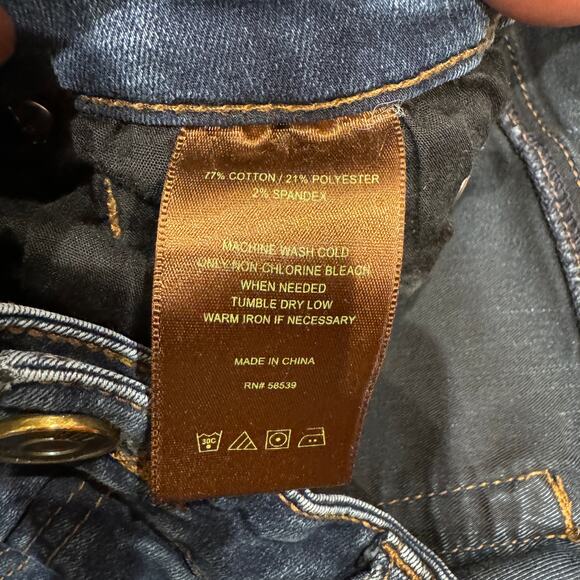 77% COTTON / 21% POLYESTER
2% SPANDEX
MACHINE WASH COLD
ONLY NON-CHLORINE BLEACH
WHEN NEEDED
TUMBLE DRY LOW
WARM IRON IF NECESSARY
MADE IN CHINA
RN# 58539
30C